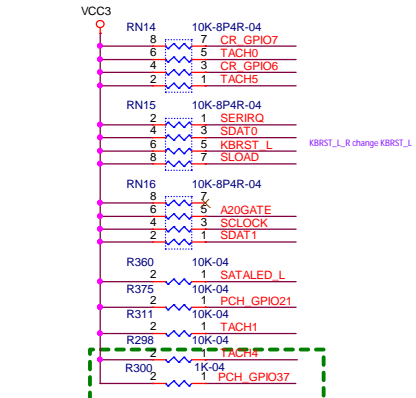 VCC3
RN14 10K-8P4R-04
8 7 CR_GPIO7
6 5 TACH0
4 3 CR_GPIO6
2 1 TACH5
RN15 10K-8P4R-04
2 1 SERIRQ
4 3 SDAT0
6 5 KBRST_L KBRST_L_R change KBRST_L
8 7 SLOAD
RN16 10K-8P4R-04
8 7
6 5 A20GATE
4 3 SCLOCK
2 1 SDAT1
R360 10K-04
2 1 SATALED_L
R375 10K-04
2 1 PCH_GPIO21
R311 10K-04
2 1 TACH1
R298 10K-04
2 1 TACH4
R300 1K-04
2 1 PCH_GPIO37